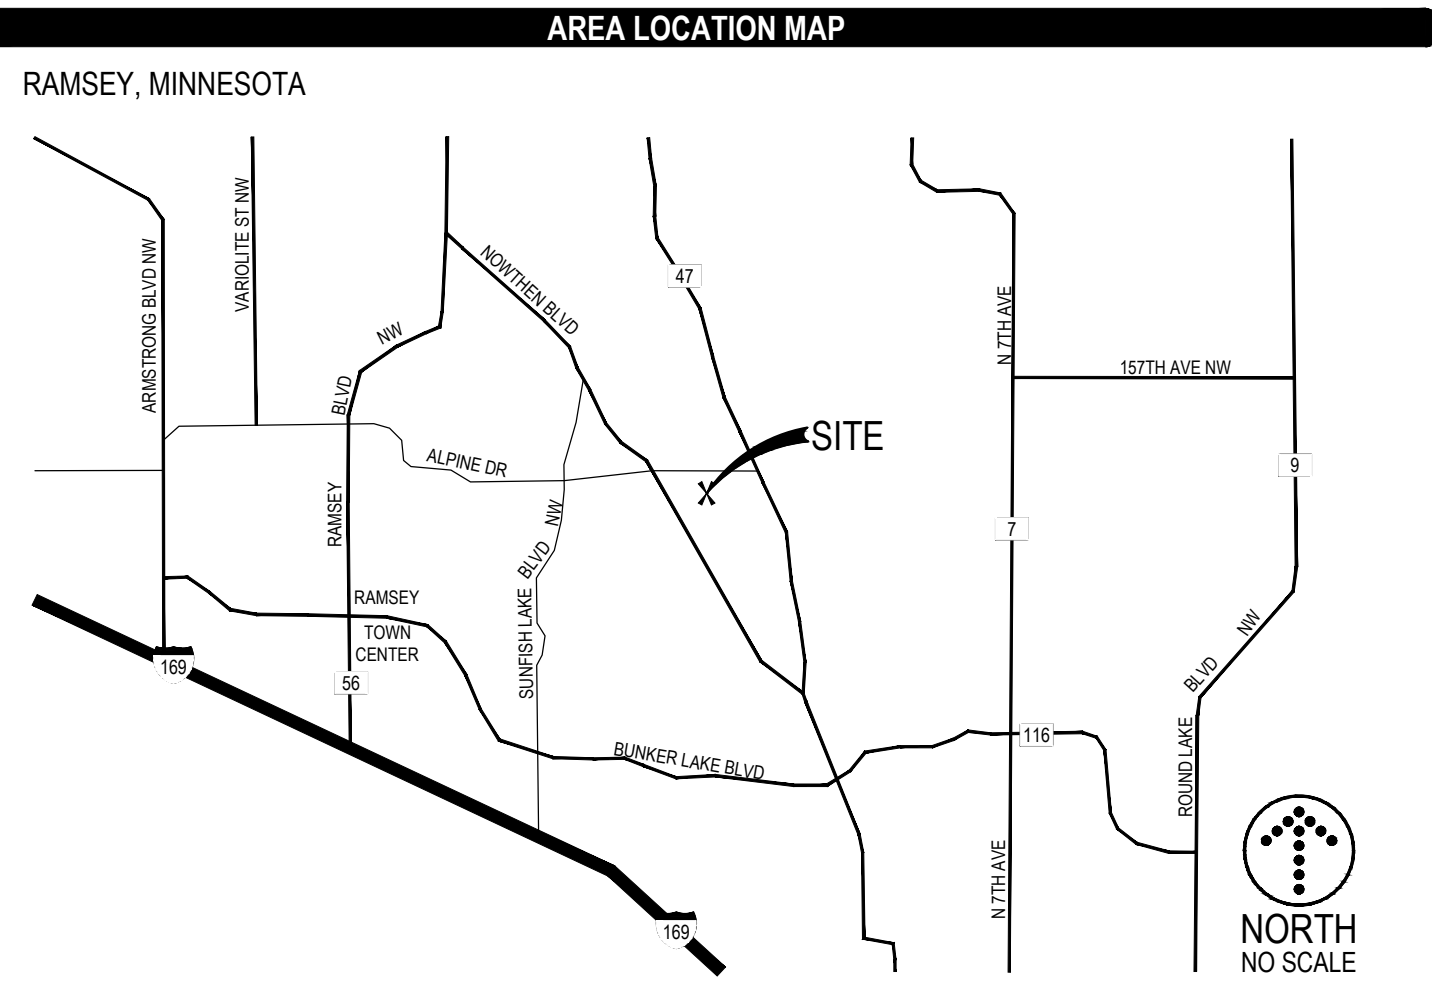 AREA LOCATION MAP
RAMSEY, MINNESOTA
ARMSTRONG BLVD NW
VARIOLITE ST NW
NOWTHEN BLVD
47
NW
BLVD
RAMSEY
N 7TH AVE
157TH AVE NW
SITE
ALPINE DR
9
7
NW
BLVD
SUNFISH LAKE
RAMSEY
TOWN
CENTER
169
56
NW
BLVD
ROUND LAKE
116
BUNKER LAKE BLVD
N 7TH AVE
169
NORTH
NO SCALE